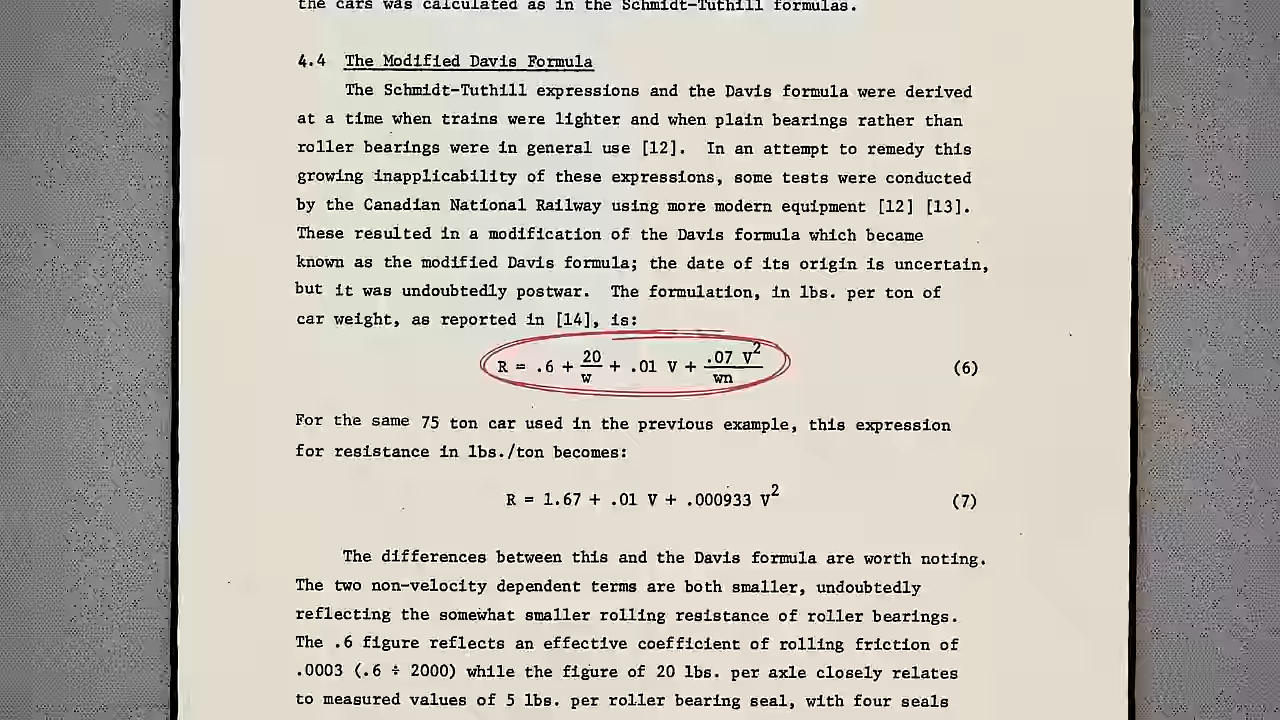 the cars was calculated as in the Schmidt-Tuthill formulas.
4.4 The Modified Davis Formula
The Schmidt-Tuthill expressions and the Davis formula were derived
at a time when trains were lighter and when plain bearings rather than
roller bearings were in general use [12]. In an attempt to remedy this
growing inapplicability of these expressions, some tests were conducted
by the Canadian National Railway using more modern equipment [12] [13].
These resulted in a modification of the Davis formula which became
known as the modified Davis formula; the date of its origin is uncertain,
but it was undoubtedly postwar. The formulation, in lbs. per ton of
car weight, as reported in [14], is:
R = .6 + 20/w + .01 V + .07 V²/wn (6)
For the same 75 ton car used in the previous example, this expression
for resistance in lbs./ton becomes:
R = 1.67 + .01 V + .000933 V² (7)
The differences between this and the Davis formula are worth noting.
The two non-velocity dependent terms are both smaller, undoubtedly
reflecting the somewhat smaller rolling resistance of roller bearings.
The .6 figure reflects an effective coefficient of rolling friction of
.0003 (.6 ÷ 2000) while the figure of 20 lbs. per axle closely relates
to measured values of 5 lbs. per roller bearing seal, with four seals